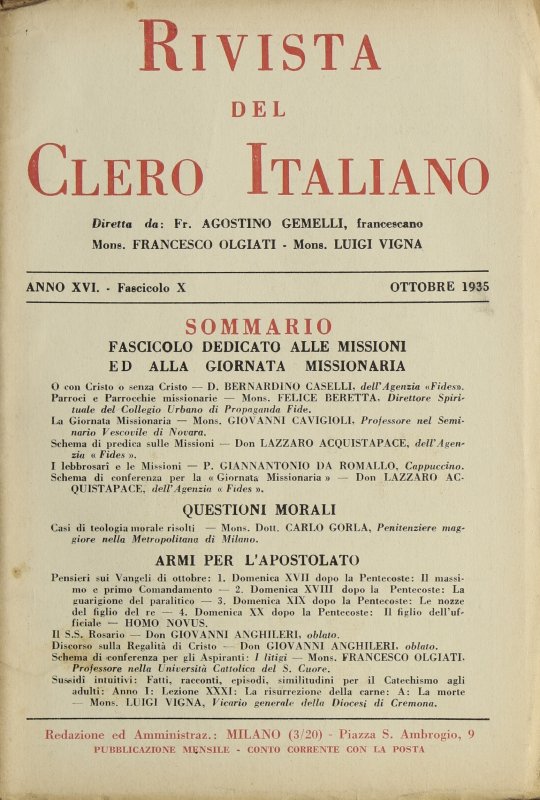 RIVISTA
DEL
CLERO ITALIANO
Diretta da: Fr. AGOSTINO GEMELLI, francescano
Mons. FRANCESCO OLGIATI - Mons. LUIGI VIGNA
ANNO XVI. - Fascicolo X OTTOBRE 1935
SOMMARIO
FASCICOLO DEDICATO ALLE MISSIONI
ED ALLA GIORNATA MISSIONARIA
O con Cristo o senza Cristo — D. BERNARDINO CASELLI, dell'Agenzia «Fides».
Parroci e Parrocchie missionarie — Mons. FELICE BERETTA, Direttore Spiri-
tuale del Collegio Urbano di Propaganda Fide.
La Giornata Missionaria — Mons. GIOVANNI CAVIGIOLI, Professore nel Semi-
nario Vescovile di Novara.
Schema di predica sulle Missioni — Don LAZZARO ACQUISTAPACE, dell'Agen-
zia « Fides ».
I lebbrosari e le Missioni — P. GIANNANTONIO DA ROMALLO, Cappuccino.
Schema di conferenza per la « Giornata Missionaria » — Don LAZZARO AC-
QUISTAPACE, dell'Agenzia « Fides ».
QUESTIONI MORALI
Casi di teologia morale risolti — Mons. Dott. CARLO GORLA, Penitenziere mag-
giore nella Metropolitana di Milano.
ARMI PER L'APOSTOLATO
Pensieri sui Vangeli di ottobre: 1. Domenica XVII dopo la Pentecoste: Il massi-
mo e primo Comandamento — 2. Domenica XVIII dopo la Pentecoste: La
guarigione del paralitico — 3. Domenica XIX dopo la Pentecoste: Le nozze
del figlio del re — 4. Domenica XX dopo la Pentecoste: Il figlio dell'uf-
ficiale — HOMO NOVUS.
Il S.S. Rosario — Don GIOVANNI ANGHILERI, oblato.
Discorso sulla Regalità di Cristo — Don GIOVANNI ANGHILERI, oblato.
Schema di conferenza per gli Aspiranti: I litigi — Mons. FRANCESCO OLGIATI,
Professore nella Università Cattolica del S. Cuore.
Sussidi intuitivi: Fatti, racconti, episodi, similitudini per il Catechismo agli
adulti: Anno I: Lezione XXXI: La risurrezione della carne: A: La morte
— Mons. LUIGI VIGNA, Vicario generale della Diocesi di Cremona.
Redazione ed Amministraz.: MILANO (3/20) - Piazza S. Ambrogio, 9
PUBBLICAZIONE MENSILE - CONTO CORRENTE CON LA POSTA